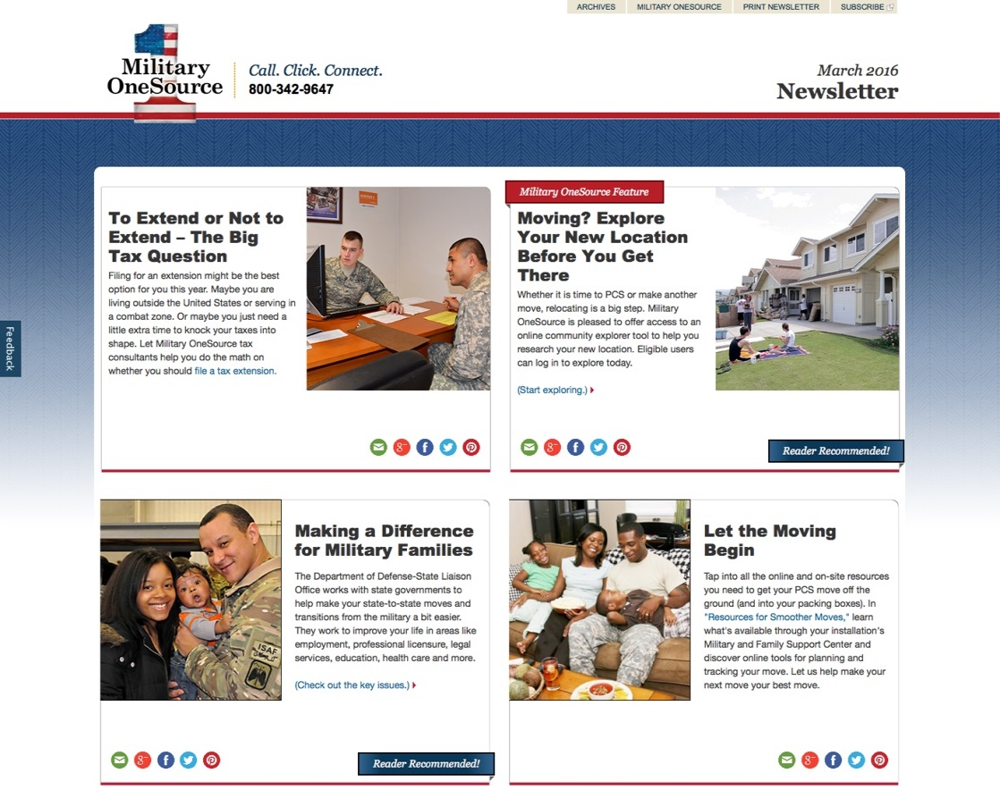 ARCHIVES
MILITARY ONESOURCE
PRINT NEWSLETTER
SUBSCRIBE
Military
OneSource
Call. Click. Connect.
800-342-9647
March 2016
Newsletter
Feedback
To Extend or Not to
Extend – The Big
Tax Question
Filing for an extension might be the best
option for you this year. Maybe you are
living outside the United States or serving in
a combat zone. Or maybe you just need a
little extra time to knock your taxes into
shape. Let Military OneSource tax
consultants help you do the math on
whether you should file a tax extension.
Military OneSource Feature
Moving? Explore
Your New Location
Before You Get
There
Whether it is time to PCS or make another
move, relocating is a big step. Military
OneSource is pleased to offer access to an
online community explorer tool to help you
research your new location. Eligible users
can log in to explore today.
(Start exploring.)
Reader Recommended!
Making a Difference
for Military Families
The Department of Defense-State Liaison
Office works with state governments to
help make your state-to-state moves and
transitions from the military a bit easier.
They work to improve your life in areas like
employment, professional licensure, legal
services, education, health care and more.
(Check out the key issues.)
ISAF
Reader Recommended!
Let the Moving
Begin
Tap into all the online and on-site resources
you need to get your PCS move off the
ground (and into your packing boxes). In
"Resources for Smoother Moves," learn
what's available through your installation's
Military and Family Support Center and
discover online tools for planning and
tracking your move. Let us help make your
next move your best move.